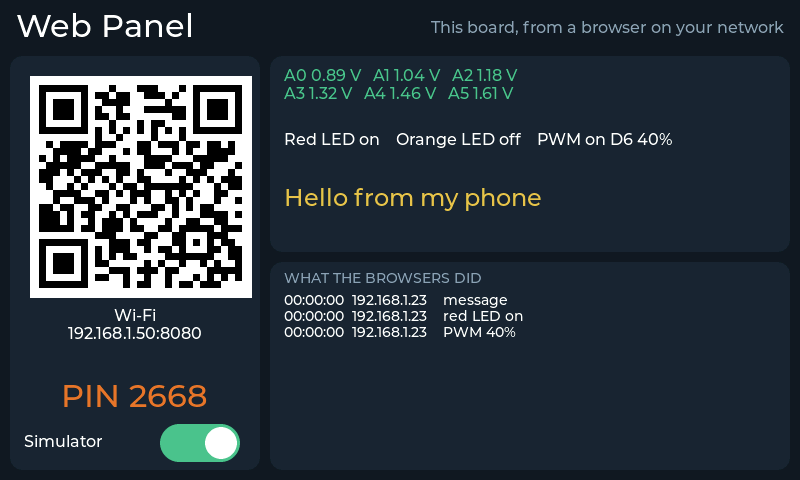 Web Panel
This board, from a browser on your network
Wi-Fi
192.168.1.50:8080
PIN 2668
Simulator
A0 0.89 V   A1 1.04 V   A2 1.18 V
A3 1.32 V   A4 1.46 V   A5 1.61 V
Red LED on   Orange LED off   PWM on D6 40%
Hello from my phone
WHAT THE BROWSERS DID
00:00:00  192.168.1.23   message
00:00:00  192.168.1.23   red LED on
00:00:00  192.168.1.23   PWM 40%